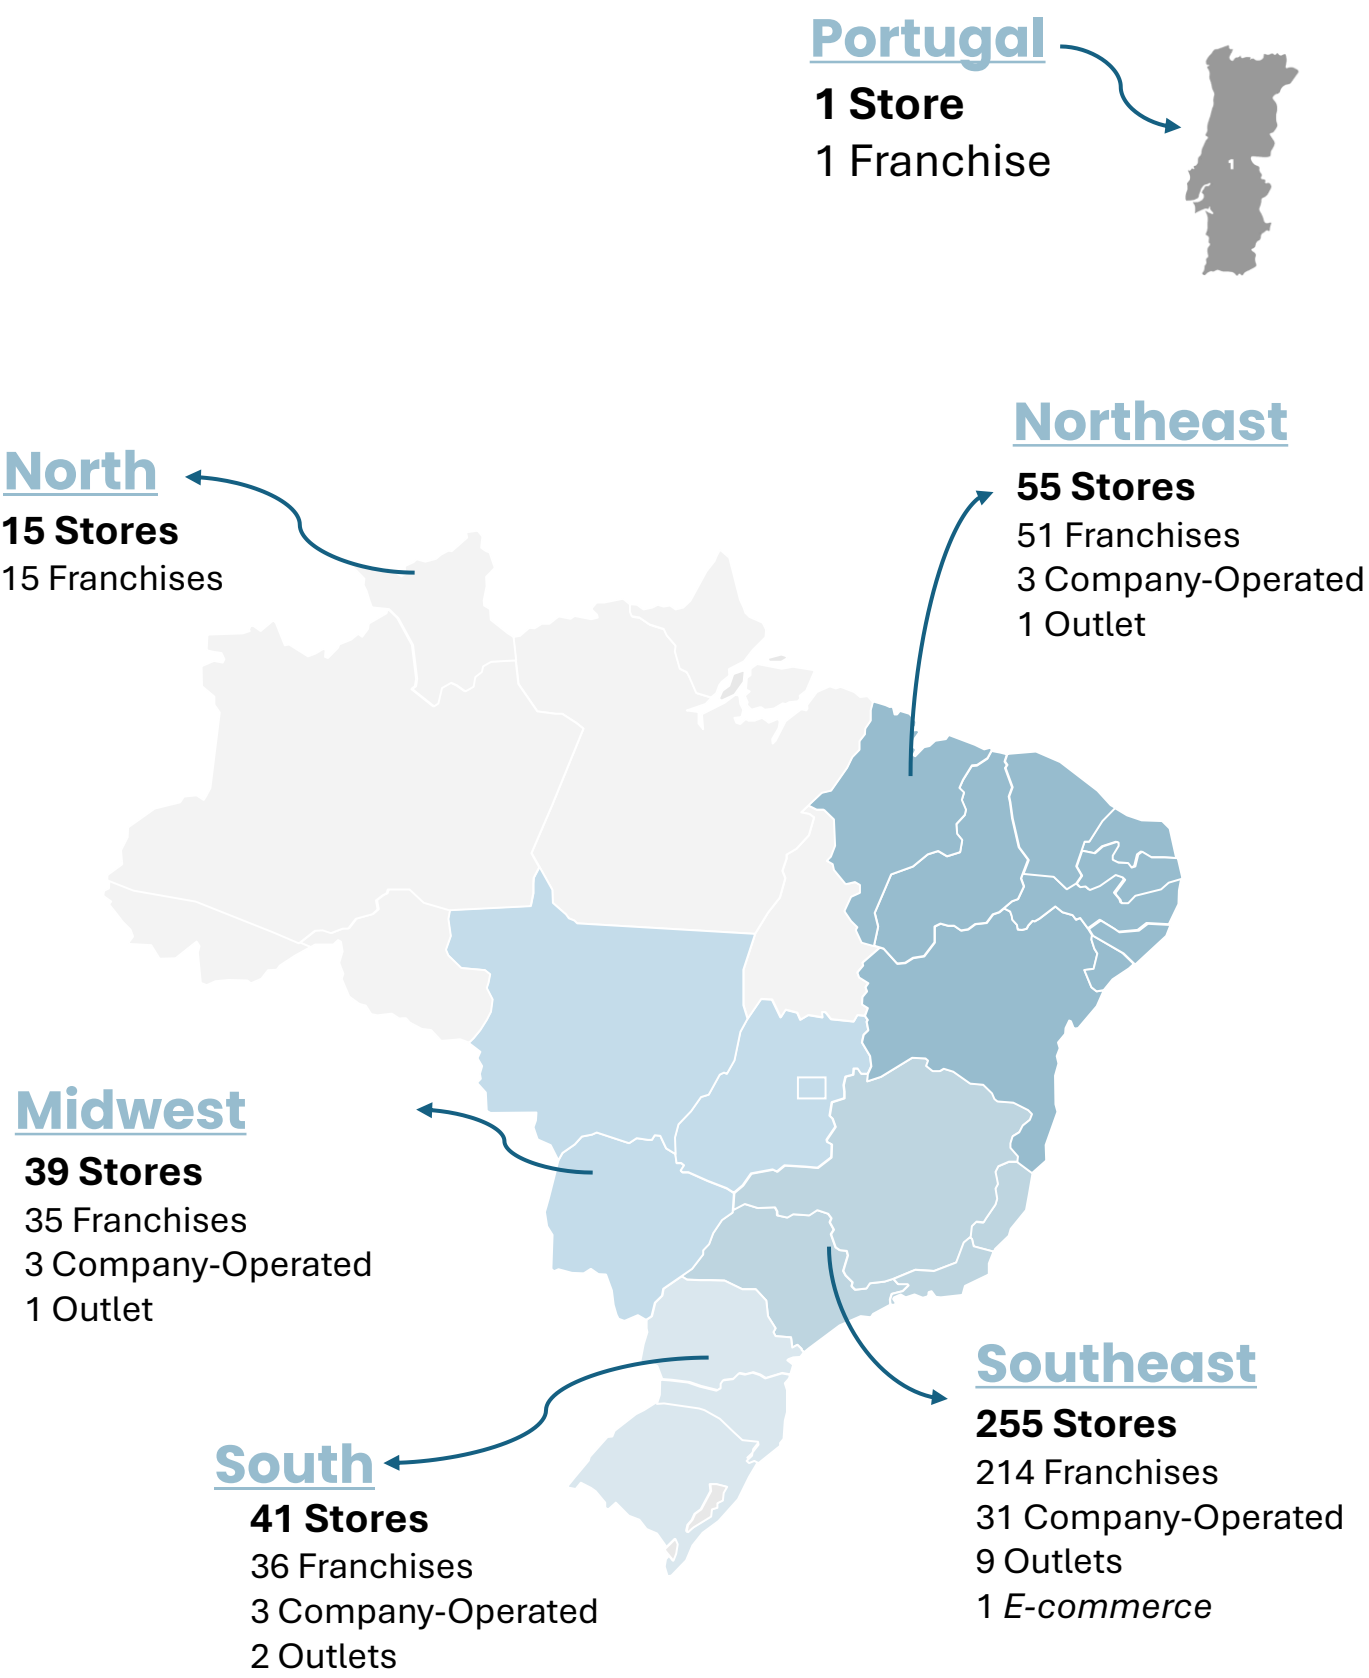 Portugal
1 Store
1 Franchise
Northeast
55 Stores
51 Franchises
3 Company-Operated
1 Outlet
North
15 Stores
15 Franchises
Midwest
39 Stores
35 Franchises
3 Company-Operated
1 Outlet
Southeast
255 Stores
214 Franchises
31 Company-Operated
9 Outlets
1 E-commerce
South
41 Stores
36 Franchises
3 Company-Operated
2 Outlets